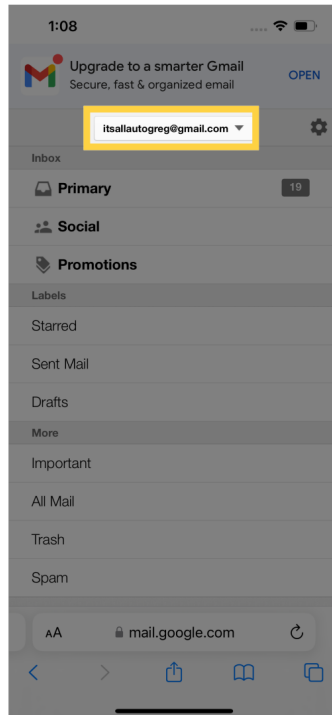 1:08
Upgrade to a smarter Gmail
Secure, fast & organized email
OPEN
itsallautogreg@gmail.com
Inbox
Primary 19
Social
Promotions
Labels
Starred
Sent Mail
Drafts
More
Important
All Mail
Trash
Spam
AA mail.google.com